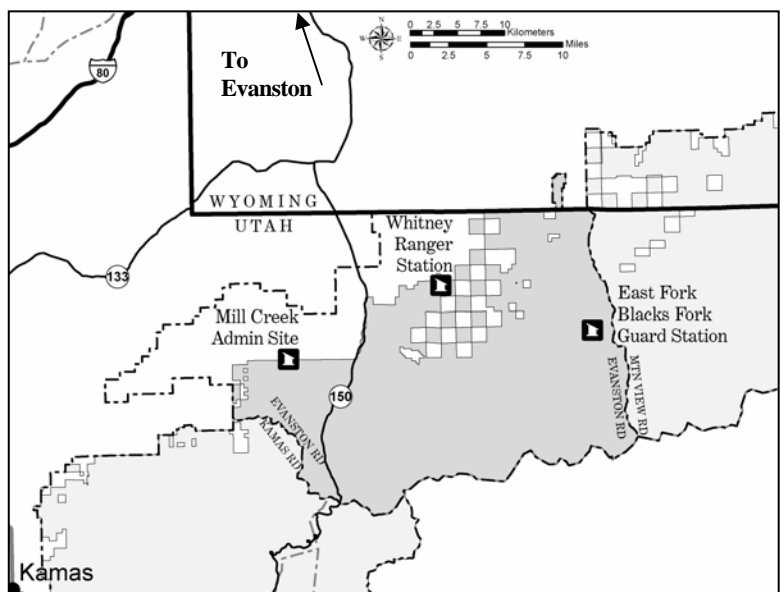 To
Evanston
80
N
W
E
S
0 2.5 5 7.5 10
Kilometers
0 2.5 5 7.5 10
Miles
WYOMING
UTAH
Whitney
Ranger
Station
133
Mill Creek
Admin Site
East Fork
Blacks Fork
Guard Station
150
EVANSTON RD
KAMAS RD
EVANSTON RD
MTN VIEW RD
Kamas